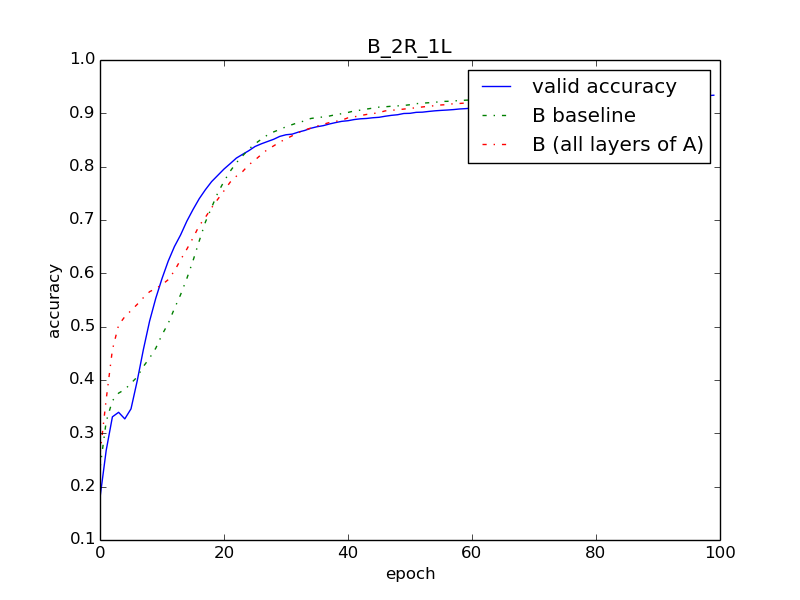 B_2R_1L
1.0
0.9
0.8
0.7
0.6
0.5
0.4
0.3
0.2
0.1
accuracy
valid accuracy
B baseline
B (all layers of A)
0 20 40 60 80 100
epoch